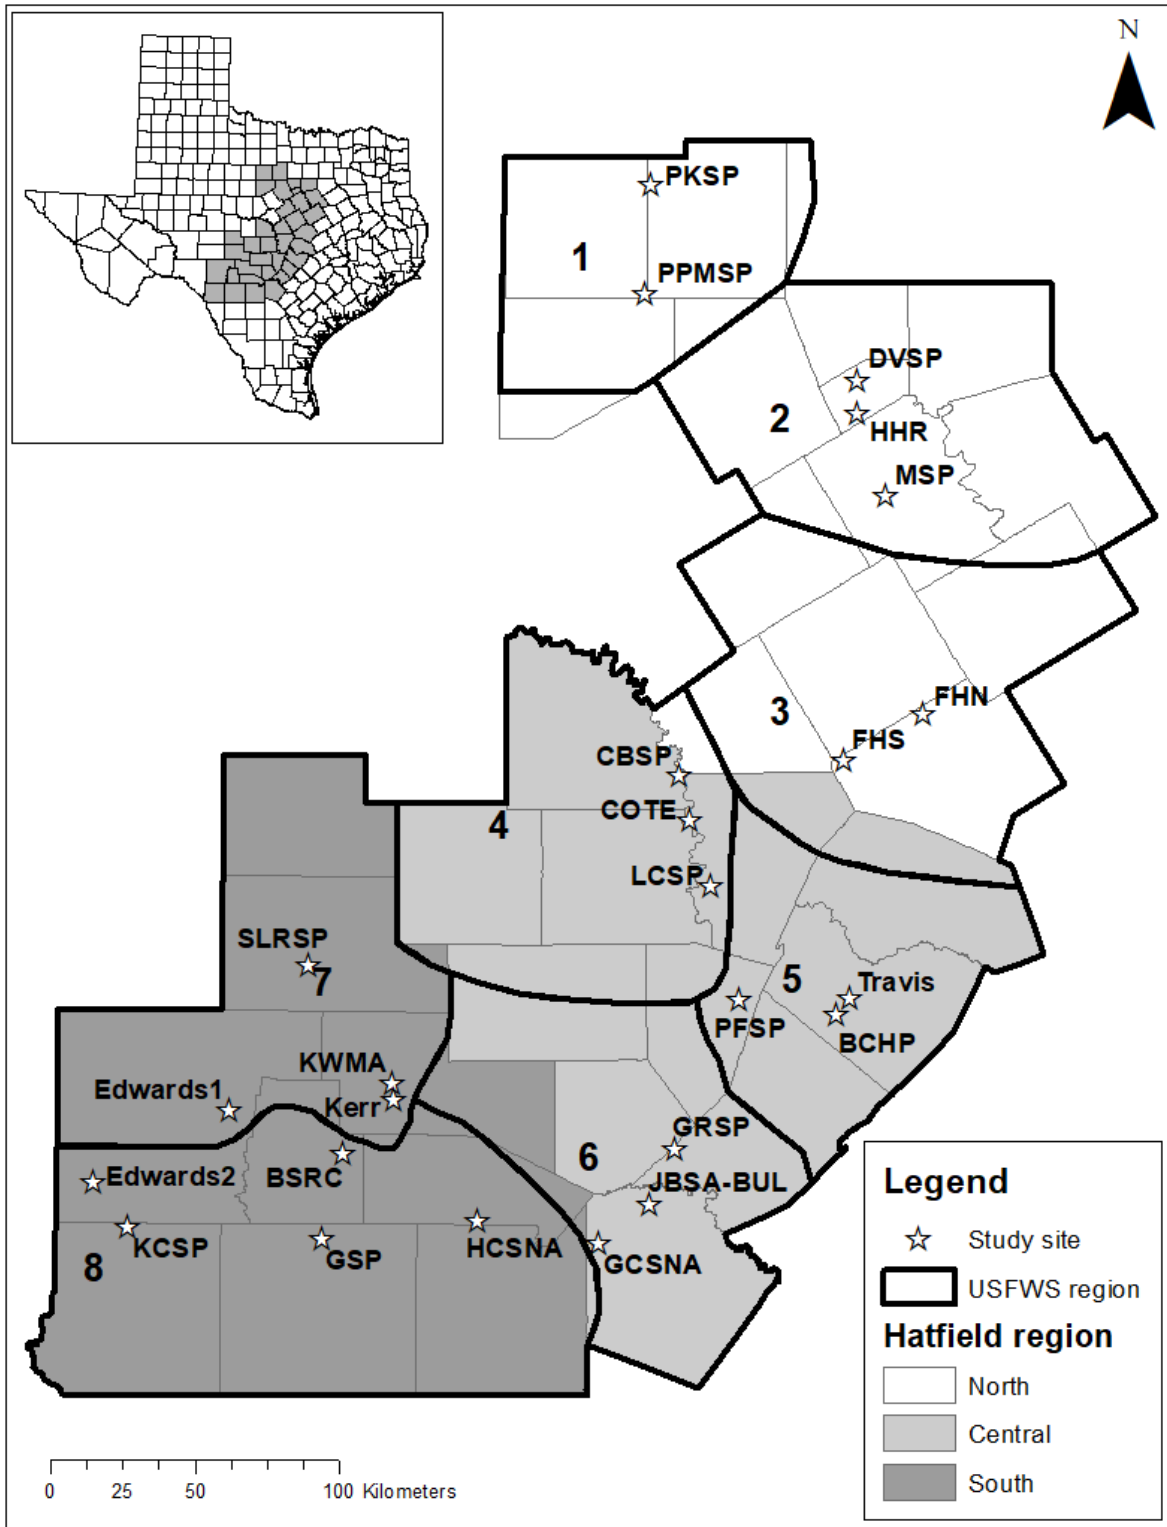 N
PKSP
1
PPMSP
DVSP
2
HHR
MSP
3
FHN
FHS
CBSP
4
COTE
LCSP
SLRSP
7
5
Travis
PFSP
BCHP
KWMA
Edwards1
Kerr
GRSP
6
BSRC
Edwards2
JBSA-BUL
KCSP
GSP
HCSNA
GCSNA
8
Legend
Study site
USFWS region
Hatfield region
North
Central
South
0 25 50 100 Kilometers